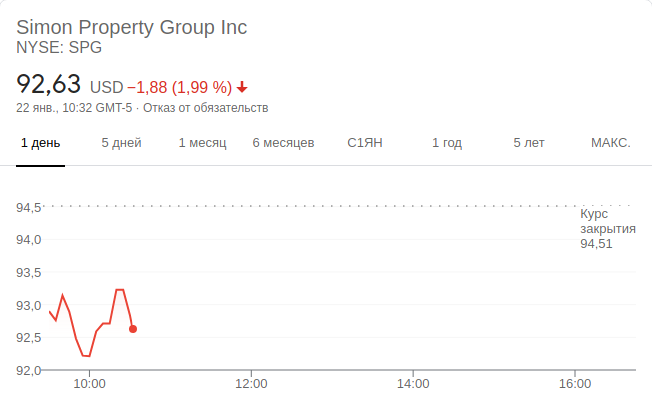 Simon Property Group Inc
NYSE: SPG
92,63 USD −1,88 (1,99 %)
22 янв., 10:32 GMT-5 · Отказ от обязательств
1 день 5 дней 1 месяц 6 месяцев С1ЯН 1 год 5 лет МАКС.
94,5
Курс
закрытия
94,51
94,0
93,5
93,0
92,5
92,0
10:00 12:00 14:00 16:00